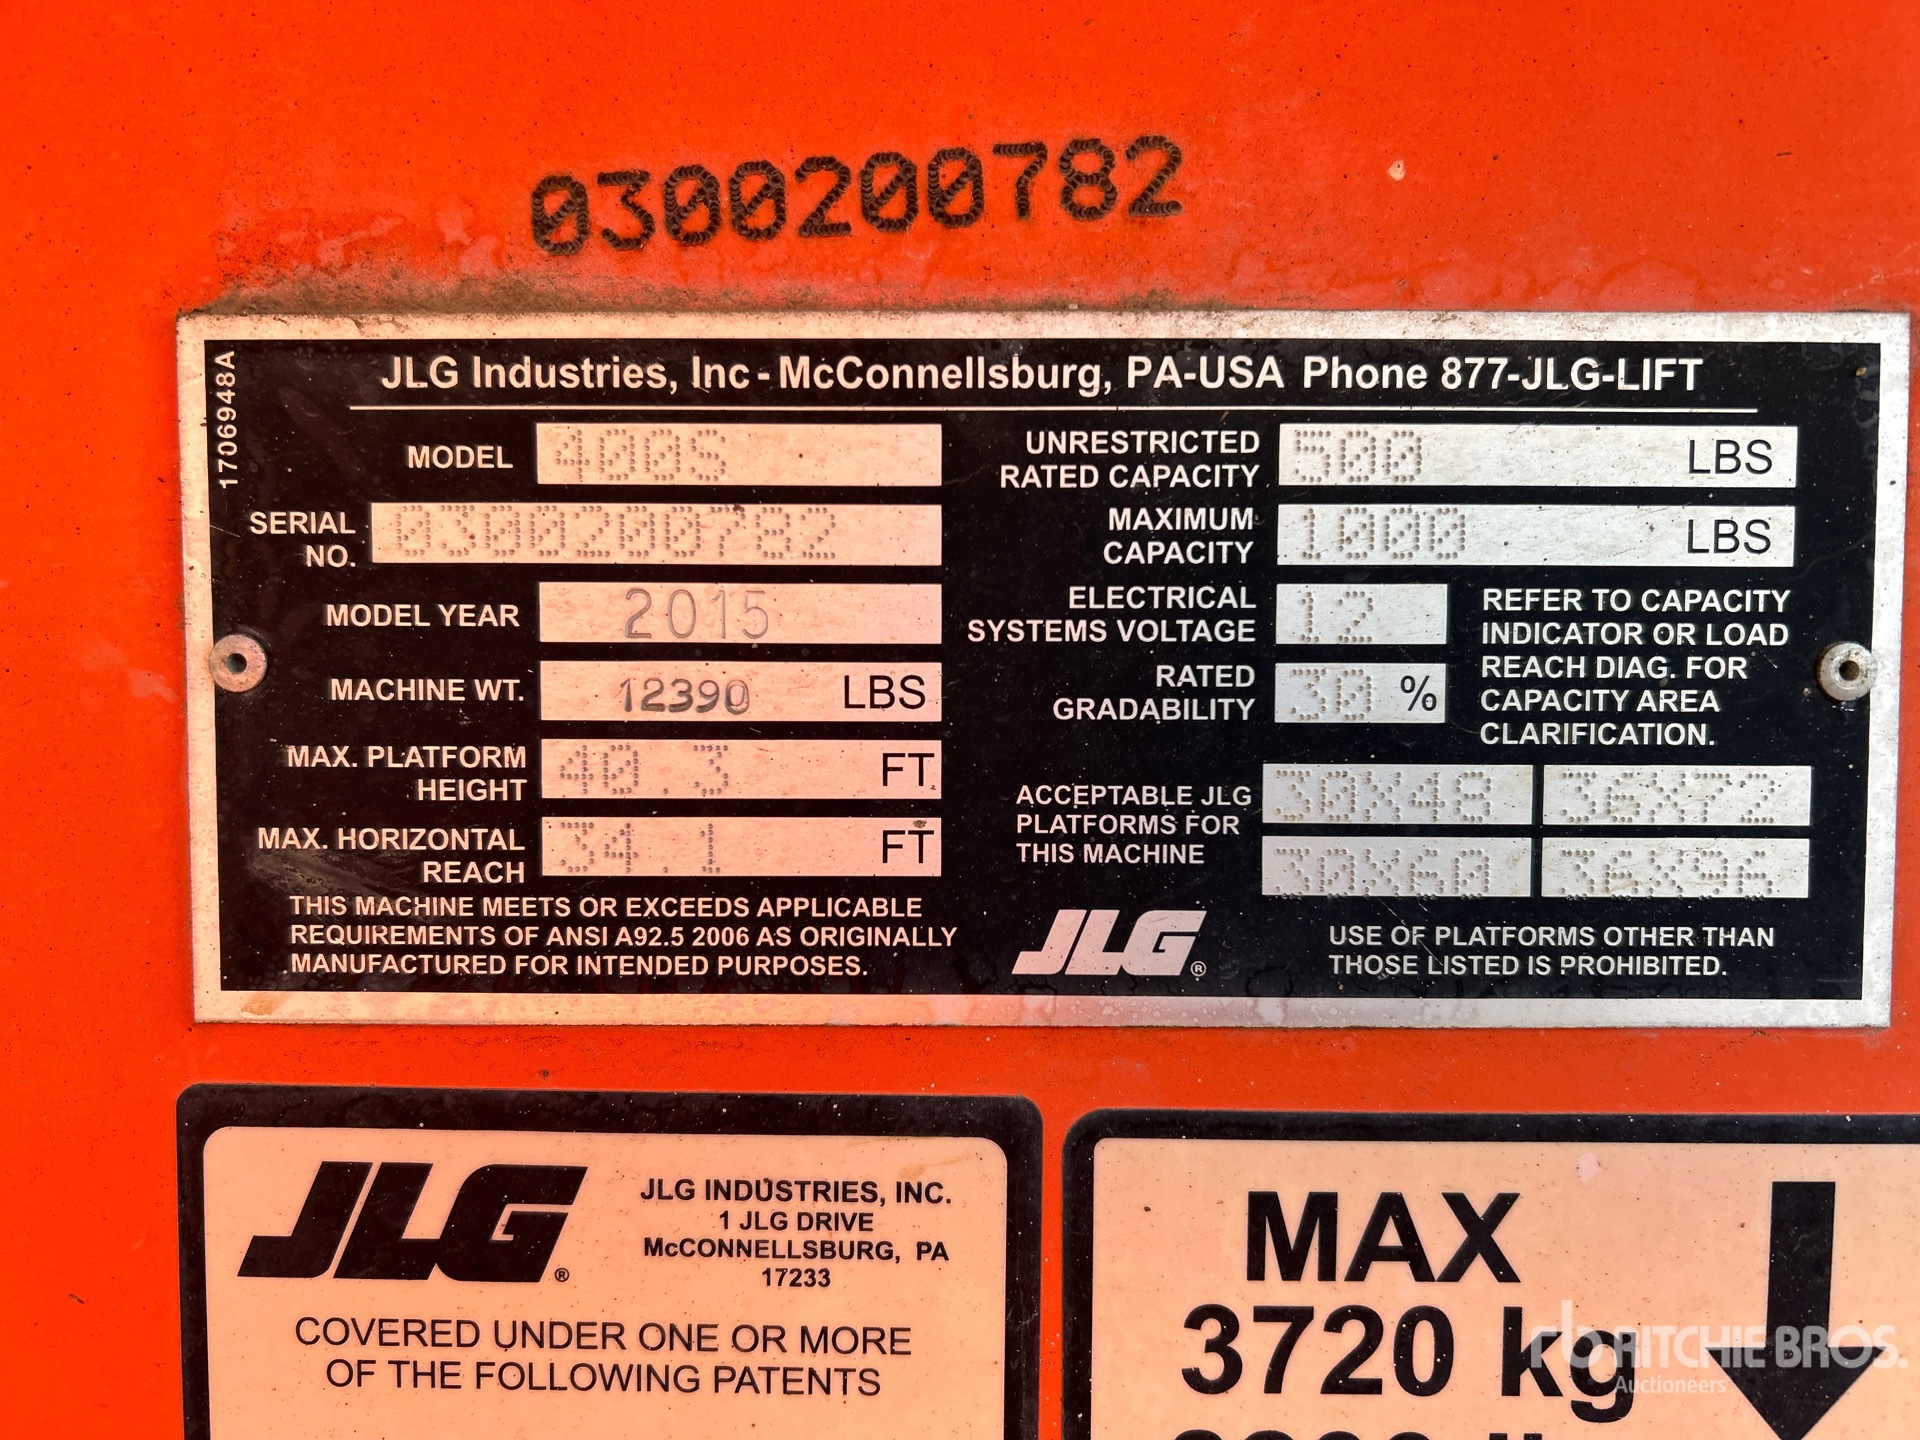 0300200782
1706948A
JLG Industries, Inc - McConnellsburg, PA-USA Phone 877-JLG-LIFT
MODEL 400S
SERIAL NO. 0300200782
MODEL YEAR 2015
MACHINE WT. 12390 LBS
MAX. PLATFORM HEIGHT 40.3 FT
MAX. HORIZONTAL REACH 34.1 FT
THIS MACHINE MEETS OR EXCEEDS APPLICABLE
REQUIREMENTS OF ANSI A92.5 2006 AS ORIGINALLY
MANUFACTURED FOR INTENDED PURPOSES.
UNRESTRICTED
RATED CAPACITY 500 LBS
MAXIMUM
CAPACITY 1000 LBS
ELECTRICAL
SYSTEMS VOLTAGE 12
RATED
GRADABILITY 30 %
REFER TO CAPACITY
INDICATOR OR LOAD
REACH DIAG. FOR
CAPACITY AREA
CLARIFICATION.
ACCEPTABLE JLG
PLATFORMS FOR
THIS MACHINE
30X48 36X72
30X60 36X96
JLG®
USE OF PLATFORMS OTHER THAN
THOSE LISTED IS PROHIBITED.
JLG®
JLG INDUSTRIES, INC.
1 JLG DRIVE
McCONNELLSBURG, PA
17233
COVERED UNDER ONE OR MORE
OF THE FOLLOWING PATENTS
MAX
3720 kg
rb RITCHIE BROS.
Auctioneers